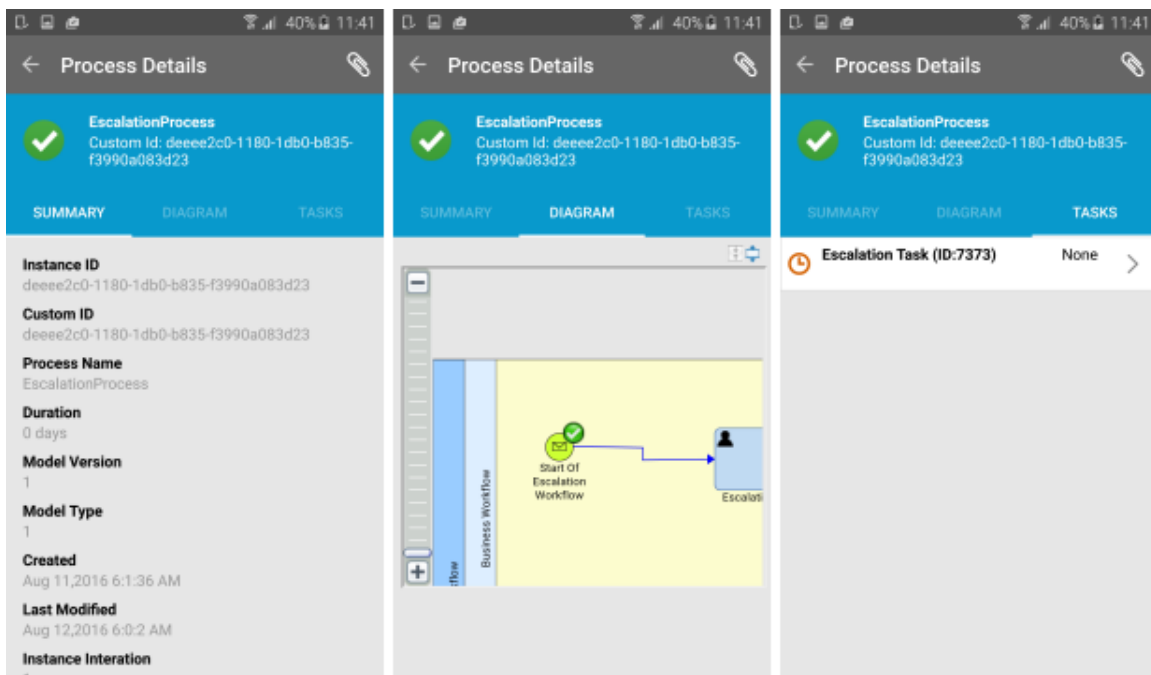 40% 11:41
Process Details
EscalationProcess
Custom Id: deeee2c0-1180-1db0-b835-
f3990a083d23
SUMMARY DIAGRAM TASKS
Instance ID
deeee2c0-1180-1db0-b835-f3990a083d23
Custom ID
deeee2c0-1180-1db0-b835-f3990a083d23
Process Name
EscalationProcess
Duration
0 days
Model Version
1
Model Type
1
Created
Aug 11,2016 6:1:36 AM
Last Modified
Aug 12,2016 6:0:2 AM
Instance Interation
40% 11:41
Process Details
EscalationProcess
Custom Id: deeee2c0-1180-1db0-b835-
f3990a083d23
SUMMARY DIAGRAM TASKS
Business Workflow
flow
Start Of
Escalation
Workflow
Escalati
40% 11:41
Process Details
EscalationProcess
Custom Id: deeee2c0-1180-1db0-b835-
f3990a083d23
SUMMARY DIAGRAM TASKS
Escalation Task (ID:7373) None